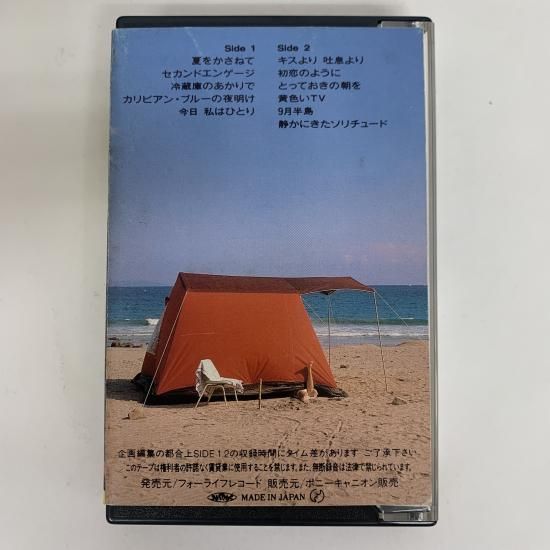 Side 1
夏をかさねて
セカンドエンゲージ
冷蔵庫のあかりで
カリビアン・ブルーの夜明け
今日 私はひとり
Side 2
キスより 吐息より
初恋のように
とっておきの朝を
黄色いTV
9月半島
静かにきたソリチュード
企画編集の都合上SIDE 1 2の収録時間にタイム差があります ご了承下さい
このテープは権利者の許諾なく賃貸業に使用することを禁じます。また、無断録音は法律で禁じられています。
発売元/フォーライフレコード 販売元/ポニーキャニオン販売
MADE IN JAPAN